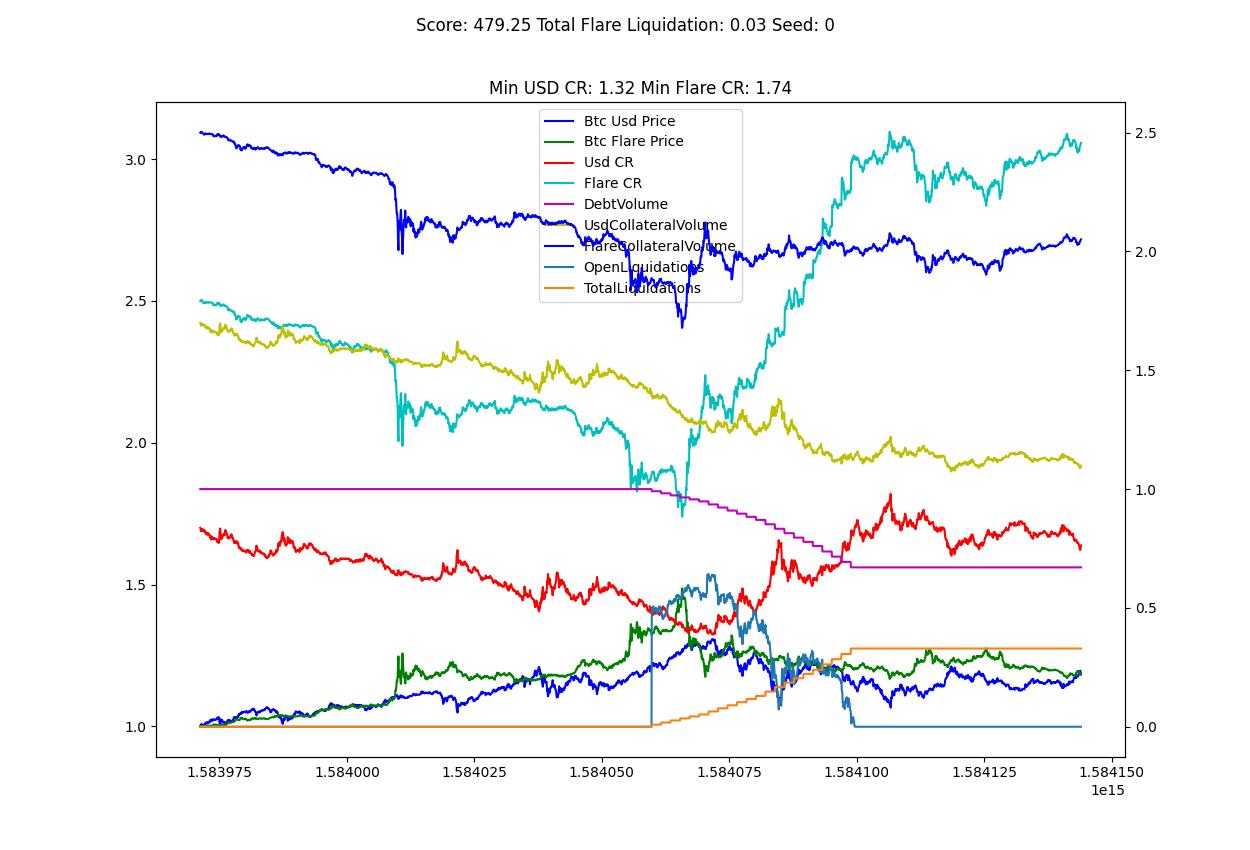 Score: 479.25 Total Flare Liquidation: 0.03 Seed: 0
Min USD CR: 1.32 Min Flare CR: 1.74
Btc Usd Price
Btc Flare Price
Usd CR
Flare CR
DebtVolume
UsdCollateralVolume
FlareCollateralVolume
OpenLiquidations
TotalLiquidations
3.0
2.5
2.0
1.5
1.0
2.5
2.0
1.5
1.0
0.5
0.0
1.583975 1.584000 1.584025 1.584050 1.584075 1.584100 1.584125 1.584150
1e15